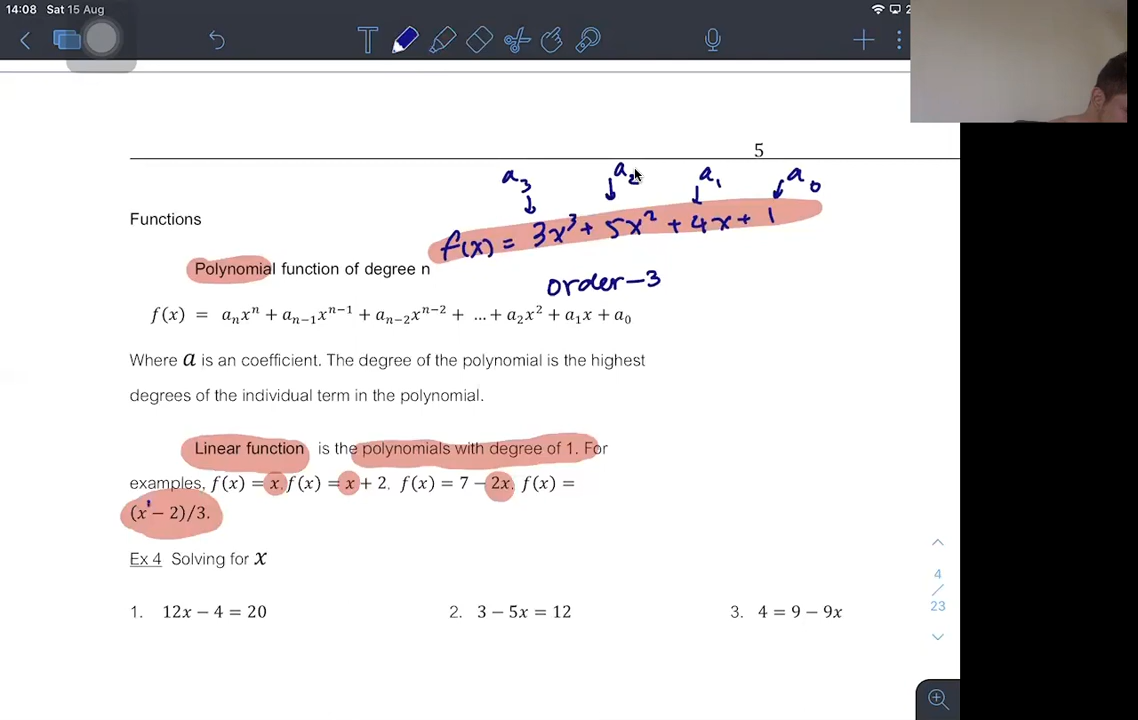 14:08 Sat 15 Aug
2
5
a₃ a₂ a₁ a₀
Functions
f(x) = 3x³ + 5x² + 4x + 1
Polynomial function of degree n
order-3
f(x) = aₙxⁿ + aₙ₋₁xⁿ⁻¹ + aₙ₋₂xⁿ⁻² + ...+ a₂x² + a₁x + a₀
Where a is an coefficient. The degree of the polynomial is the highest
degrees of the individual term in the polynomial.
Linear function is the polynomials with degree of 1. For
examples, f(x) = x, f(x) = x + 2, f(x) = 7 − 2x, f(x) =
(x¹ − 2)/3.
Ex 4 Solving for x
1. 12x − 4 = 20 2. 3 − 5x = 12 3. 4 = 9 − 9x
4
/
23